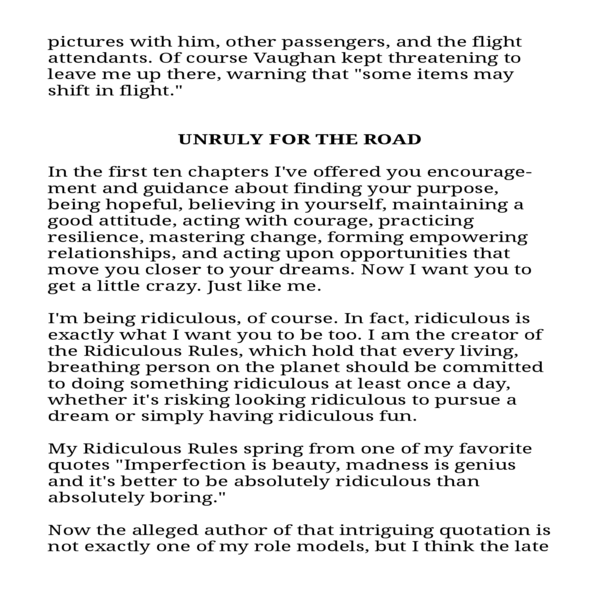 pictures with him, other passengers, and the flight
attendants. Of course Vaughan kept threatening to
leave me up there, warning that "some items may
shift in flight."
UNRULY FOR THE ROAD
In the first ten chapters I've offered you encourage-
ment and guidance about finding your purpose,
being hopeful, believing in yourself, maintaining a
good attitude, acting with courage, practicing
resilience, mastering change, forming empowering
relationships, and acting upon opportunities that
move you closer to your dreams. Now I want you to
get a little crazy. Just like me.
I'm being ridiculous, of course. In fact, ridiculous is
exactly what I want you to be too. I am the creator of
the Ridiculous Rules, which hold that every living,
breathing person on the planet should be committed
to doing something ridiculous at least once a day,
whether it's risking looking ridiculous to pursue a
dream or simply having ridiculous fun.
My Ridiculous Rules spring from one of my favorite
quotes "Imperfection is beauty, madness is genius
and it's better to be absolutely ridiculous than
absolutely boring."
Now the alleged author of that intriguing quotation is
not exactly one of my role models, but I think the late